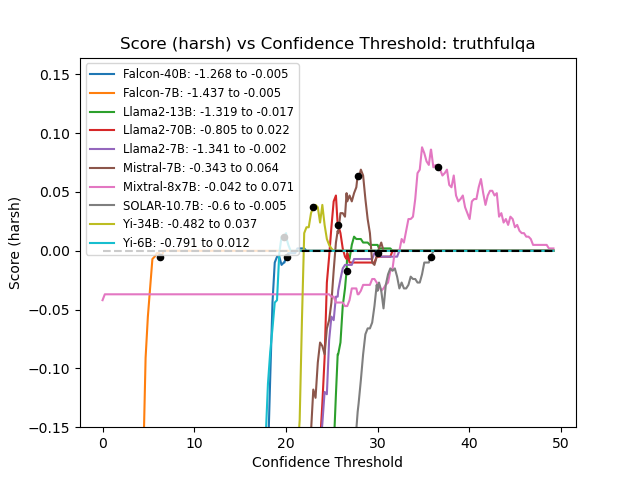 Score (harsh) vs Confidence Threshold: truthfulqa
Falcon-40B: -1.268 to -0.005
Falcon-7B: -1.437 to -0.005
Llama2-13B: -1.319 to -0.017
Llama2-70B: -0.805 to 0.022
Llama2-7B: -1.341 to -0.002
Mistral-7B: -0.343 to 0.064
Mixtral-8x7B: -0.042 to 0.071
SOLAR-10.7B: -0.6 to -0.005
Yi-34B: -0.482 to 0.037
Yi-6B: -0.791 to 0.012
0.15
0.10
0.05
0.00
−0.05
−0.10
−0.15
Score (harsh)
0 10 20 30 40 50
Confidence Threshold